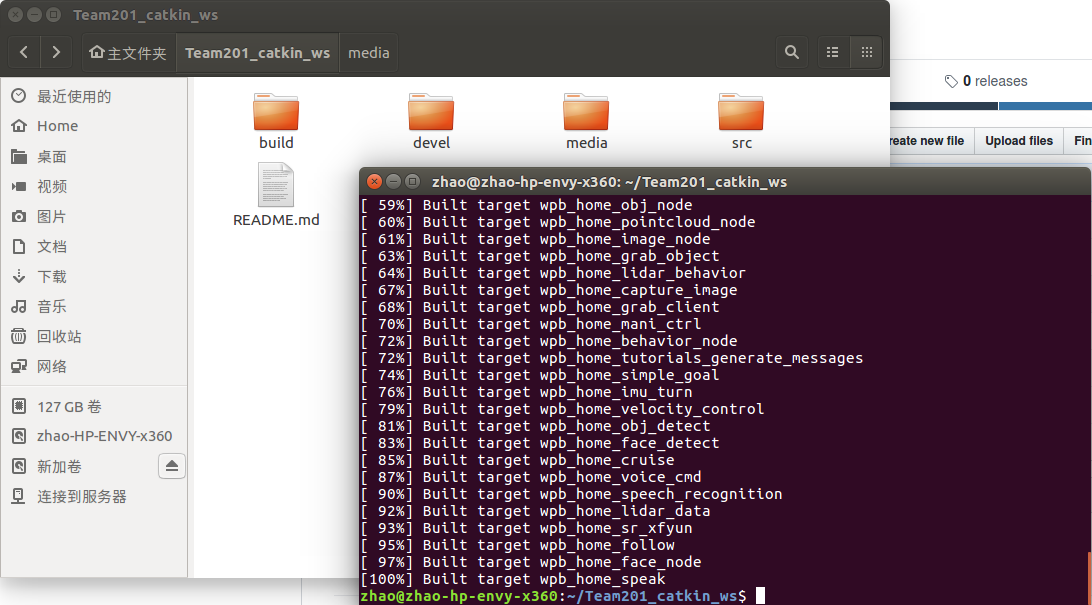 Team201_catkin_ws
主文件夹 Team201_catkin_ws media
最近使用的
Home
桌面
视频
图片
文档
下载
音乐
回收站
网络
127 GB 卷
zhao-HP-ENVY-x360
新加卷
连接到服务器
build devel media src
README.md
0 releases
reate new file Upload files Fin
zhao@zhao-hp-envy-x360: ~/Team201_catkin_ws
[ 59%] Built target wpb_home_obj_node
[ 60%] Built target wpb_home_pointcloud_node
[ 61%] Built target wpb_home_image_node
[ 63%] Built target wpb_home_grab_object
[ 64%] Built target wpb_home_lidar_behavior
[ 67%] Built target wpb_home_capture_image
[ 68%] Built target wpb_home_grab_client
[ 70%] Built target wpb_home_mani_ctrl
[ 72%] Built target wpb_home_behavior_node
[ 72%] Built target wpb_home_tutorials_generate_messages
[ 74%] Built target wpb_home_simple_goal
[ 76%] Built target wpb_home_imu_turn
[ 79%] Built target wpb_home_velocity_control
[ 81%] Built target wpb_home_obj_detect
[ 83%] Built target wpb_home_face_detect
[ 85%] Built target wpb_home_cruise
[ 87%] Built target wpb_home_voice_cmd
[ 90%] Built target wpb_home_speech_recognition
[ 92%] Built target wpb_home_lidar_data
[ 93%] Built target wpb_home_sr_xfyun
[ 95%] Built target wpb_home_follow
[ 97%] Built target wpb_home_face_node
[100%] Built target wpb_home_speak
zhao@zhao-hp-envy-x360:~/Team201_catkin_ws$